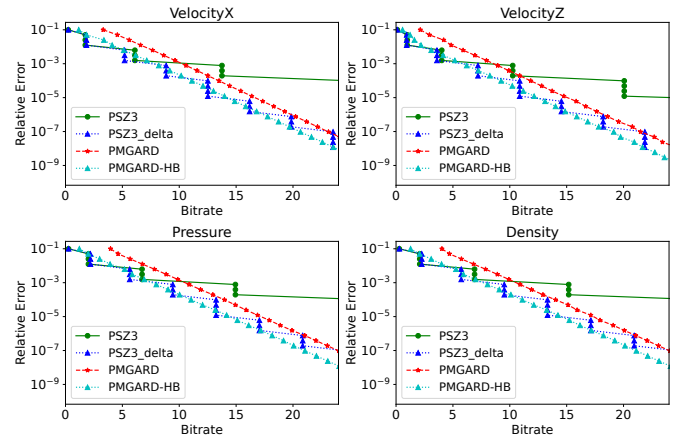 VelocityX
Relative Error
10⁻¹
10⁻³
10⁻⁵
10⁻⁷
10⁻⁹
PSZ3
PSZ3_delta
PMGARD
PMGARD-HB
0 5 10 15 20
Bitrate
VelocityZ
Relative Error
10⁻¹
10⁻³
10⁻⁵
10⁻⁷
10⁻⁹
PSZ3
PSZ3_delta
PMGARD
PMGARD-HB
0 5 10 15 20
Bitrate
Pressure
Relative Error
10⁻¹
10⁻³
10⁻⁵
10⁻⁷
10⁻⁹
PSZ3
PSZ3_delta
PMGARD
PMGARD-HB
0 5 10 15 20
Bitrate
Density
Relative Error
10⁻¹
10⁻³
10⁻⁵
10⁻⁷
10⁻⁹
PSZ3
PSZ3_delta
PMGARD
PMGARD-HB
0 5 10 15 20
Bitrate